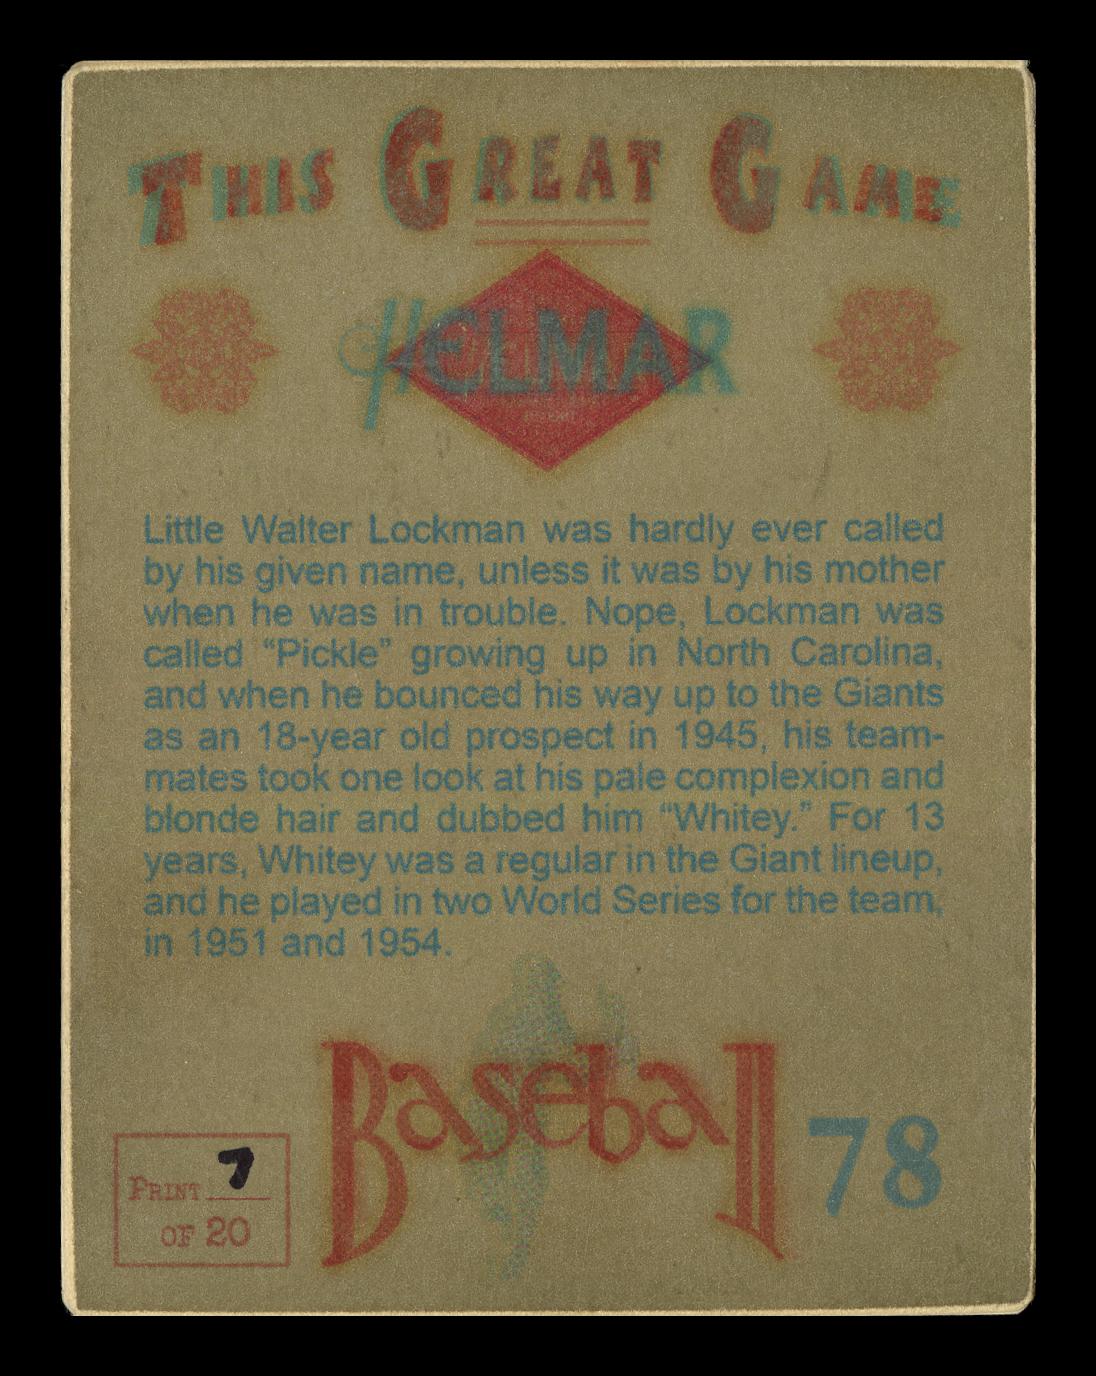 This Great Game
HELMAR
Little Walter Lockman was hardly ever called
by his given name, unless it was by his mother
when he was in trouble. Nope, Lockman was
called “Pickle” growing up in North Carolina,
and when he bounced his way up to the Giants
as an 18-year old prospect in 1945, his team-
mates took one look at his pale complexion and
blonde hair and dubbed him “Whitey.” For 13
years, Whitey was a regular in the Giant lineup,
and he played in two World Series for the team,
in 1951 and 1954.
Baseball
78
Print 7
of 20